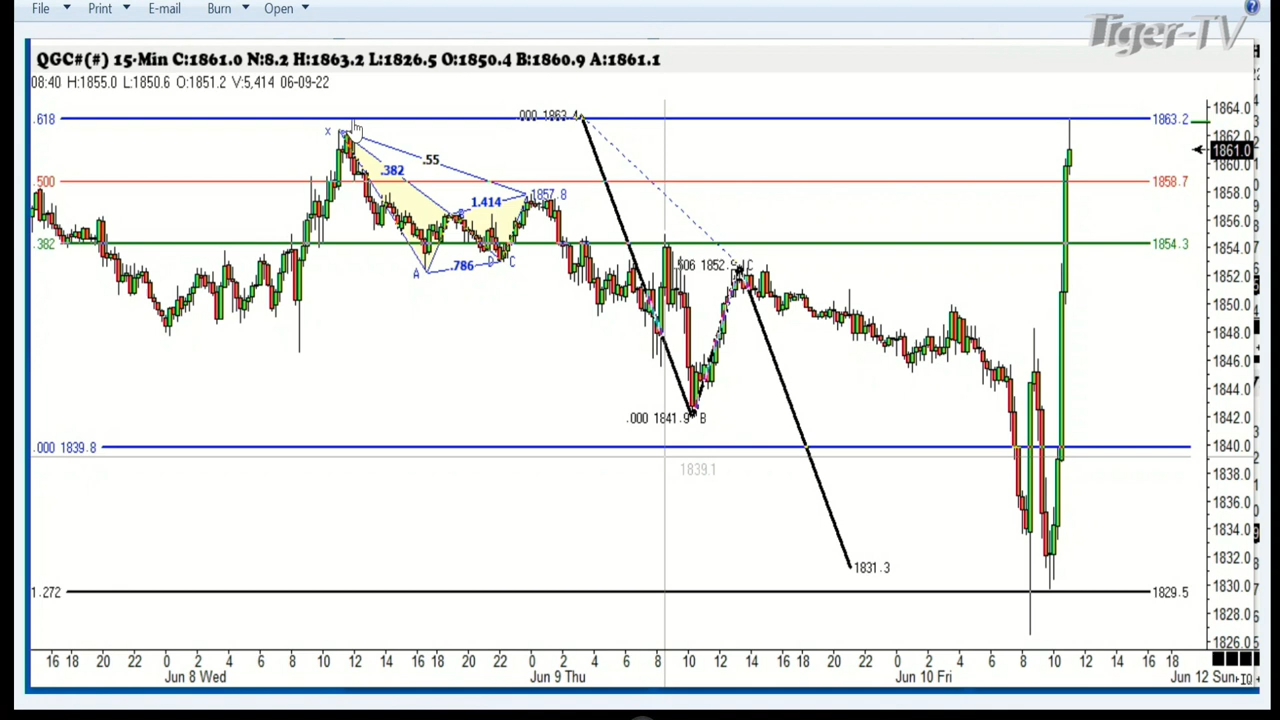 File Print E-mail Burn Open
Tiger-TV
QGC#(#) 15-Min C:1861.0 N:8.2 H:1863.2 L:1826.5 O:1850.4 B:1860.9 A:1861.1
08:40 H:1855.0 L:1850.6 O:1851.2 V:5,414 06-09-22
1864.0
.618 .000 1863.4 1863.2
X
1862.0
.55 1861.0
.382 1860.0
.500 1858.7
1857.8 1858.0
1.414
B 1856.0
.382 1854.3 1854.0
D C .786 .506 1852.9 C
A 1852.0
1850.0
1848.0
1846.0
1844.0
.000 1841.9 B 1842.0
.000 1839.8 1840.0
1839.1 1838.0
1836.0
1834.0
1831.3 1832.0
1.272 1829.5 1830.0
1828.0
1826.0
16 18 20 22 0 2 4 6 8 10 12 14 16 18 20 22 0 2 4 6 8 10 12 14 16 18 20 22 0 2 4 6 8 10 12 14 16 18
Jun 8 Wed Jun 9 Thu Jun 10 Fri Jun 12 Sun